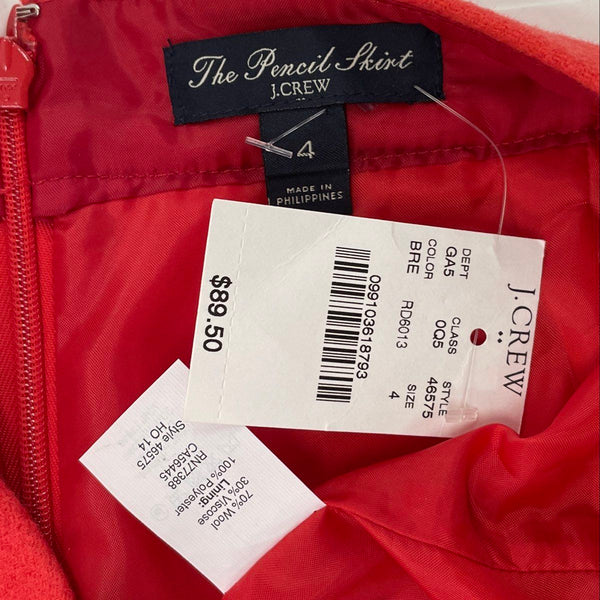 The Pencil Skirt
J.CREW
4
MADE IN
PHILIPPINES
J.CREW
DEPT CLASS STYLE
GA5 0Q5 46575
COLOR SIZE
BRE RD6013 4
099103618793
$89.50
70% Wool
30% Viscose
Lining:
100% Polyester
RN77388
CA56445
Style 46575
HO 14